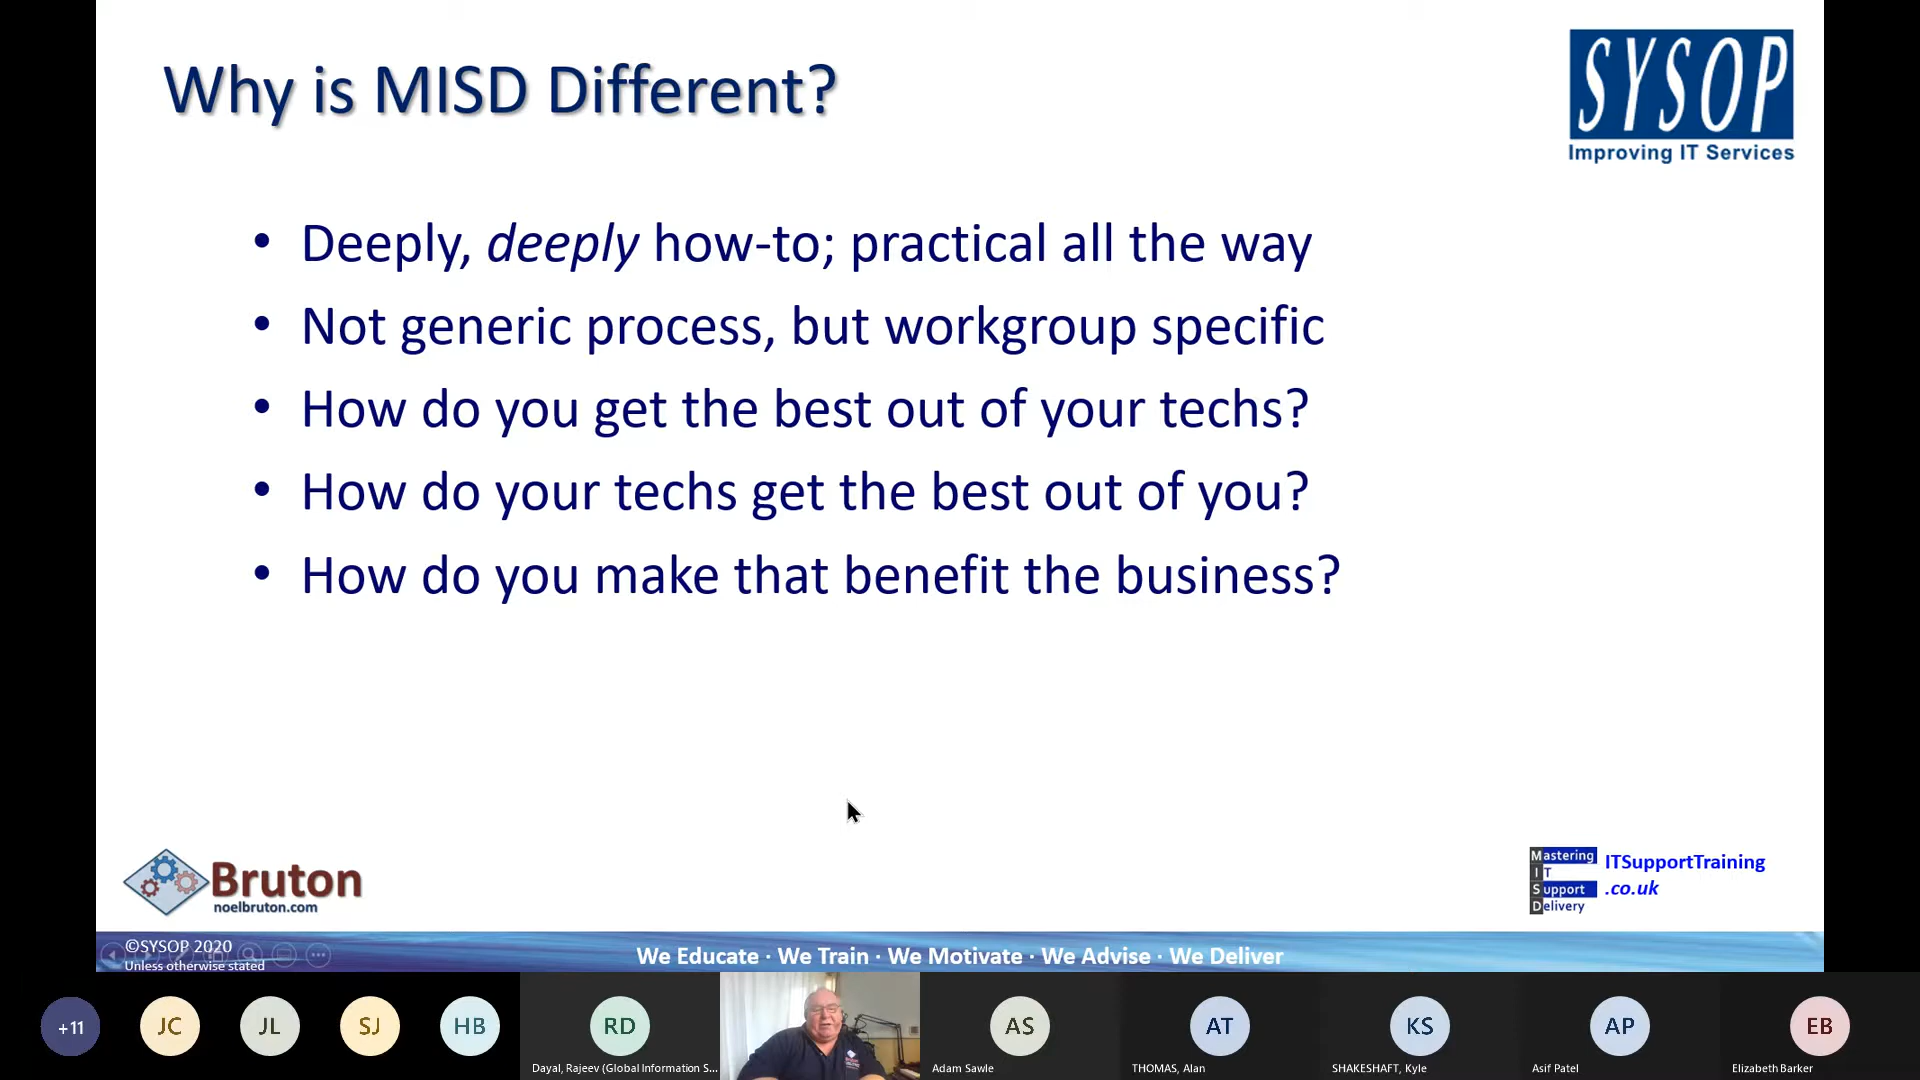 Why is MISD Different?
SYSOP
Improving IT Services
• Deeply, deeply how-to; practical all the way
• Not generic process, but workgroup specific
• How do you get the best out of your techs?
• How do your techs get the best out of you?
• How do you make that benefit the business?
Bruton
noelbruton.com
Mastering
IT
Support
Delivery
ITSupportTraining
.co.uk
©SYSOP 2020
Unless otherwise stated
We Educate · We Train · We Motivate · We Advise · We Deliver
+11
JC
JL
SJ
HB
RD
Dayal, Rajeev (Global Information S...
Bruton
AS
Adam Sawle
AT
THOMAS, Alan
KS
SHAKESHAFT, Kyle
AP
Asif Patel
EB
Elizabeth Barker